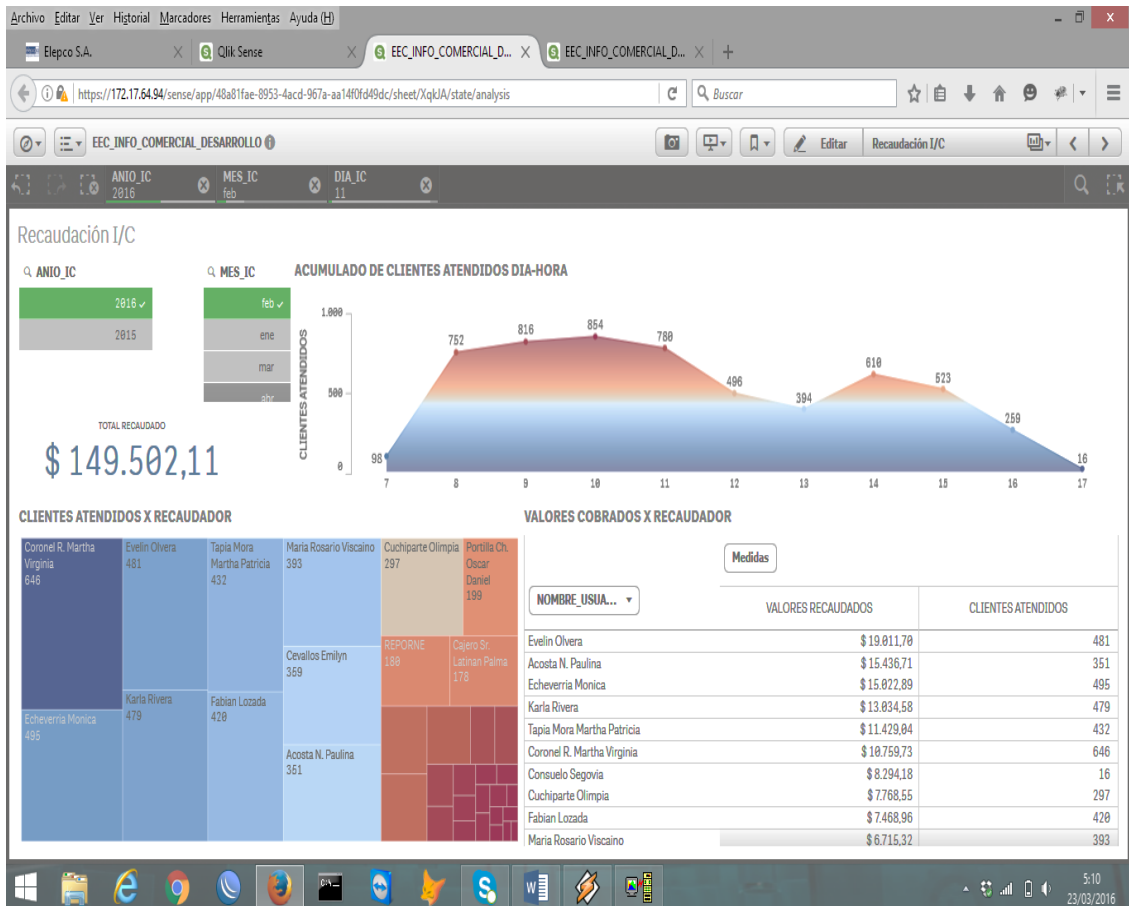 Archivo Editar Ver Historial Marcadores Herramientas Ayuda (H)
Elepco S.A.
Qlik Sense
EEC_INFO_COMERCIAL_D...
EEC_INFO_COMERCIAL_D...
https://172.17.64.94/sense/app/48a81fae-8953-4acd-967a-aa14f0fd49dc/sheet/XqkJA/state/analysis
Buscar
EEC_INFO_COMERCIAL_DESARROLLO
Editar
Recaudación I/C
ANIO_IC
2016
MES_IC
feb
DIA_IC
11
Recaudación I/C
ANIO_IC
2016
2015
MES_IC
feb
ene
mar
abr
TOTAL RECAUDADO
$ 149.502,11
ACUMULADO DE CLIENTES ATENDIDOS DIA-HORA
CLIENTES ATENDIDOS
1.000
500
0
98
752
816
854
780
496
394
610
523
259
16
7
8
9
10
11
12
13
14
15
16
17
CLIENTES ATENDIDOS X RECAUDADOR
Coronel R. Martha
Virginia
646
Echeverria Monica
495
Evelin Olvera
481
Karla Rivera
479
Tapia Mora
Martha Patricia
432
Fabian Lozada
420
Maria Rosario Viscaino
393
Cevallos Emilyn
369
Acosta N. Paulina
351
Cuchiparte Olimpia
297
Portilla Ch.
Oscar
Daniel
199
REPORNE
180
Cajero Sr.
Latinan Palma
178
VALORES COBRADOS X RECAUDADOR
Medidas
NOMBRE_USUA...
VALORES RECAUDADOS
CLIENTES ATENDIDOS
Evelin Olvera $ 19.011,70 481
Acosta N. Paulina $ 15.436,71 351
Echeverria Monica $ 15.022,89 495
Karla Rivera $ 13.034,58 479
Tapia Mora Martha Patricia $ 11.429,04 432
Coronel R. Martha Virginia $ 10.759,73 646
Consuelo Segovia $ 8.294,18 16
Cuchiparte Olimpia $ 7.768,55 297
Fabian Lozada $ 7.468,96 420
Maria Rosario Viscaino $ 6.715,32 393
5:10
23/03/2016